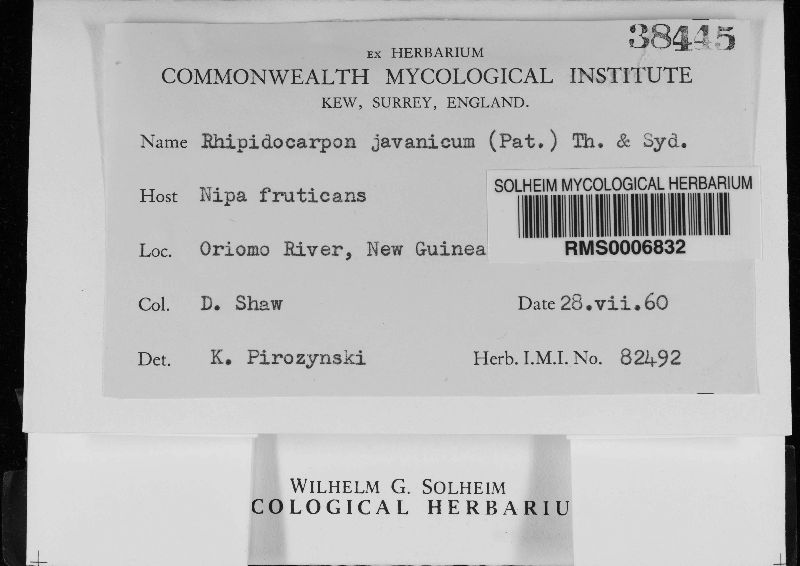 38445
EX HERBARIUM
COMMONWEALTH MYCOLOGICAL INSTITUTE
KEW, SURREY, ENGLAND.
Name Rhipidocarpon javanicum (Pat.) Th. & Syd.
SOLHEIM MYCOLOGICAL HERBARIUM
RMS0006832
Host Nipa fruticans
Loc. Oriomo River, New Guinea
Col. D. Shaw Date 28.vii.60
Det. K. Pirozynski Herb. I.M.I. No. 82492
WILHELM G. SOLHEIM
COLOGICAL HERBARIU